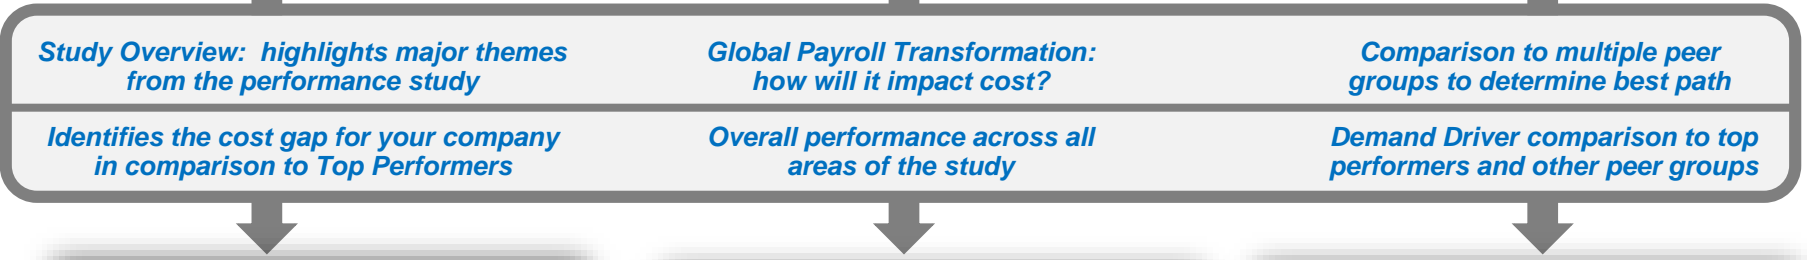 Study Overview:  highlights major themes
from the performance study
Global Payroll Transformation:
how will it impact cost?
Comparison to multiple peer
groups to determine best path
Identifies the cost gap for your company
in comparison to Top Performers
Overall performance across all
areas of the study
Demand Driver comparison to top
performers and other peer groups